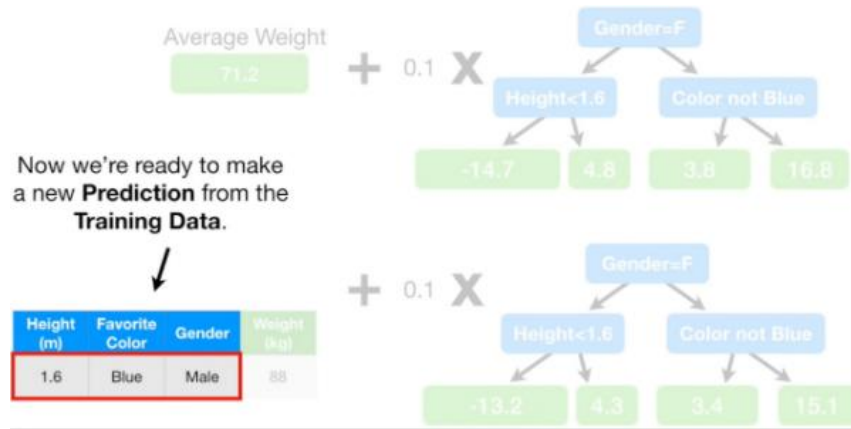 Average Weight
71.2
+ 0.1 X
Gender=F
Height<1.6
Color not Blue
-14.7
4.8
3.8
16.8
Now we're ready to make
a new Prediction from the
Training Data.
+ 0.1 X
Gender=F
Height<1.6
Color not Blue
-13.2
4.3
3.4
15.1
Height (m) Favorite Color Gender Weight (kg)
1.6 Blue Male 88